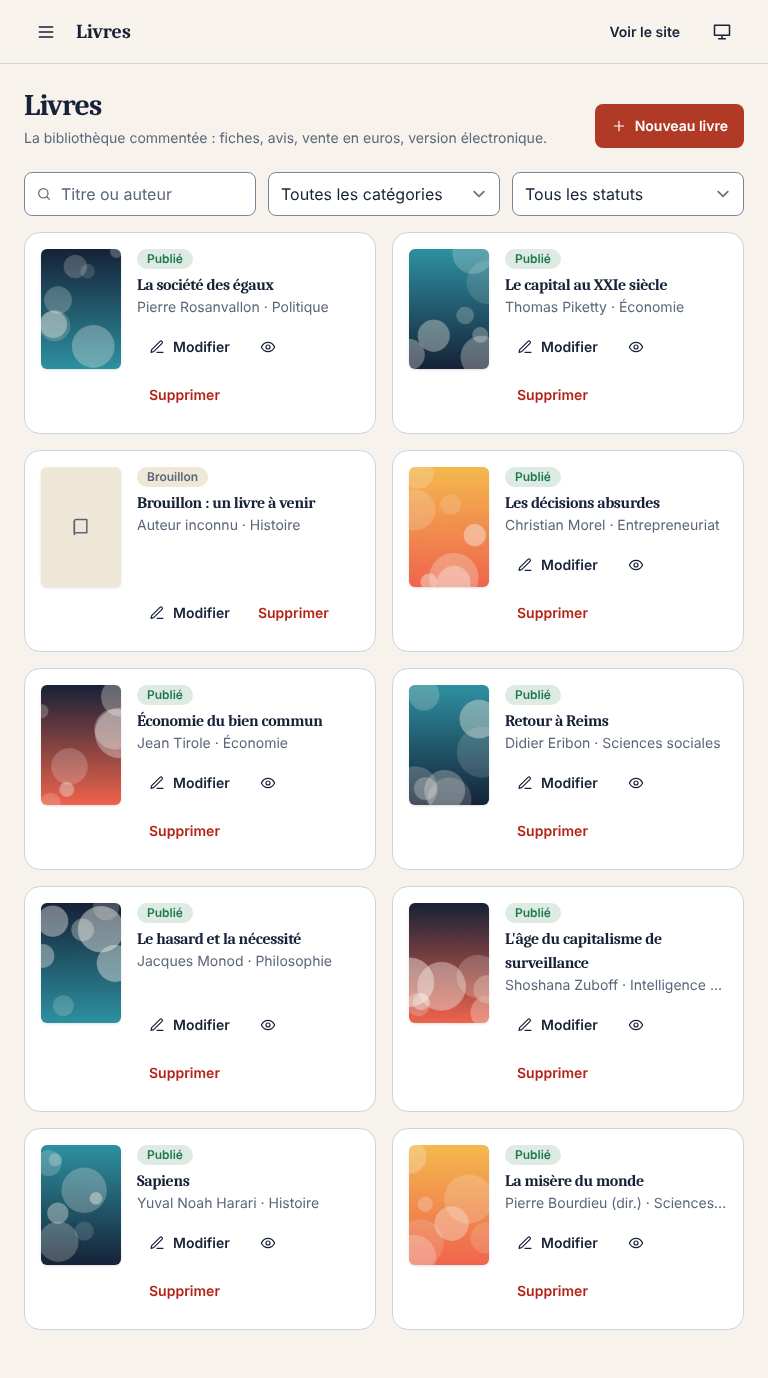 Livres
Voir le site
Livres
La bibliothèque commentée : fiches, avis, vente en euros, version électronique.
Nouveau livre
Titre ou auteur
Toutes les catégories
Tous les statuts
Publié
La société des égaux
Pierre Rosanvallon · Politique
Modifier
Supprimer
Publié
Le capital au XXIe siècle
Thomas Piketty · Économie
Modifier
Supprimer
Brouillon
Brouillon : un livre à venir
Auteur inconnu · Histoire
Modifier
Supprimer
Publié
Les décisions absurdes
Christian Morel · Entrepreneuriat
Modifier
Supprimer
Publié
Économie du bien commun
Jean Tirole · Économie
Modifier
Supprimer
Publié
Retour à Reims
Didier Eribon · Sciences sociales
Modifier
Supprimer
Publié
Le hasard et la nécessité
Jacques Monod · Philosophie
Modifier
Supprimer
Publié
L'âge du capitalisme de
surveillance
Shoshana Zuboff · Intelligence ...
Modifier
Supprimer
Publié
Sapiens
Yuval Noah Harari · Histoire
Modifier
Supprimer
Publié
La misère du monde
Pierre Bourdieu (dir.) · Sciences...
Modifier
Supprimer